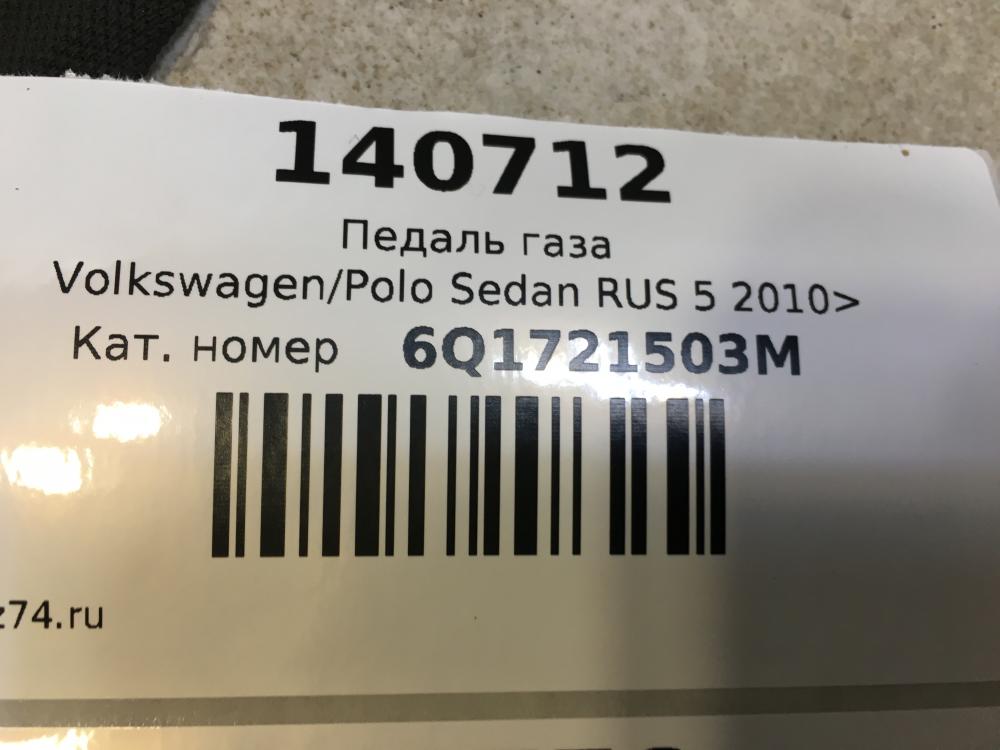 140712
Педаль газа
Volkswagen/Polo Sedan RUS 5 2010>
Кат. номер 6Q1721503M
z74.ru